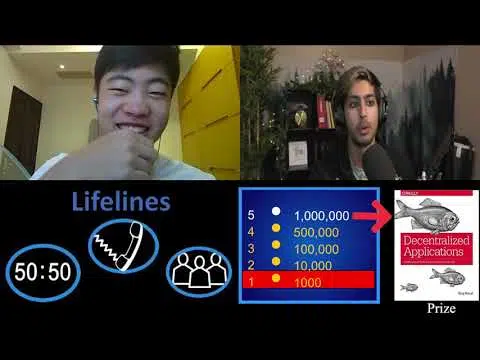 Lifelines
50:50
5 1,000,000
4 500,000
3 100,000
2 10,000
1 1000
O'REILLY
Decentralized
Applications
Prize